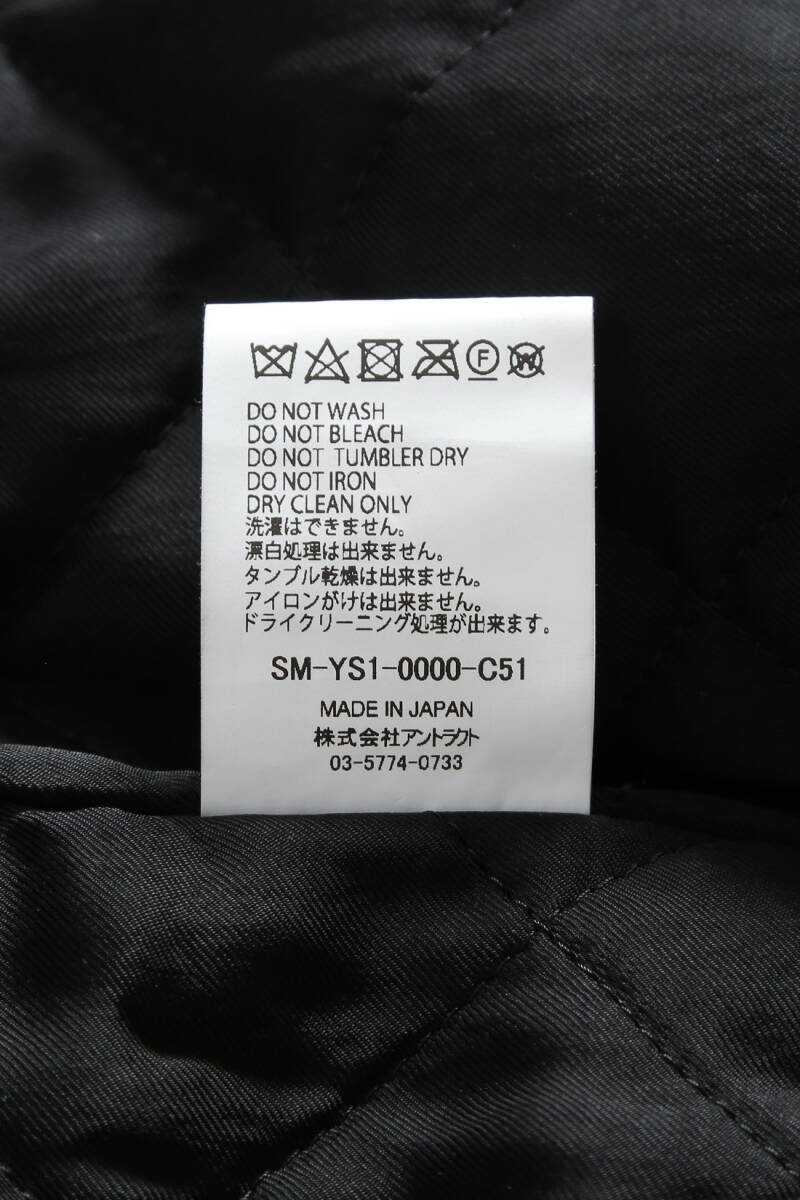 F W
DO NOT WASH
DO NOT BLEACH
DO NOT TUMBLER DRY
DO NOT IRON
DRY CLEAN ONLY
洗濯はできません。
漂白処理は出来ません。
タンブル乾燥は出来ません。
アイロンがけは出来ません。
ドライクリーニング処理が出来ます。
SM-YS1-0000-C51
MADE IN JAPAN
株式会社アントラクト
03-5774-0733